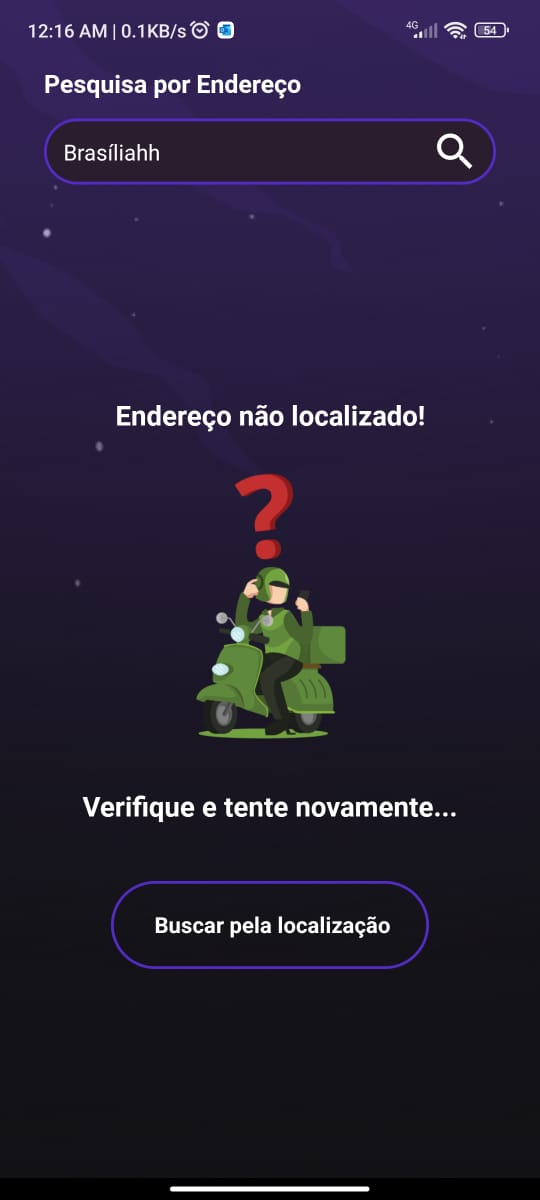 12:16 AM | 0.1KB/s
4G
54
Pesquisa por Endereço
Brasíliahh
Endereço não localizado!
?
Verifique e tente novamente...
Buscar pela localização